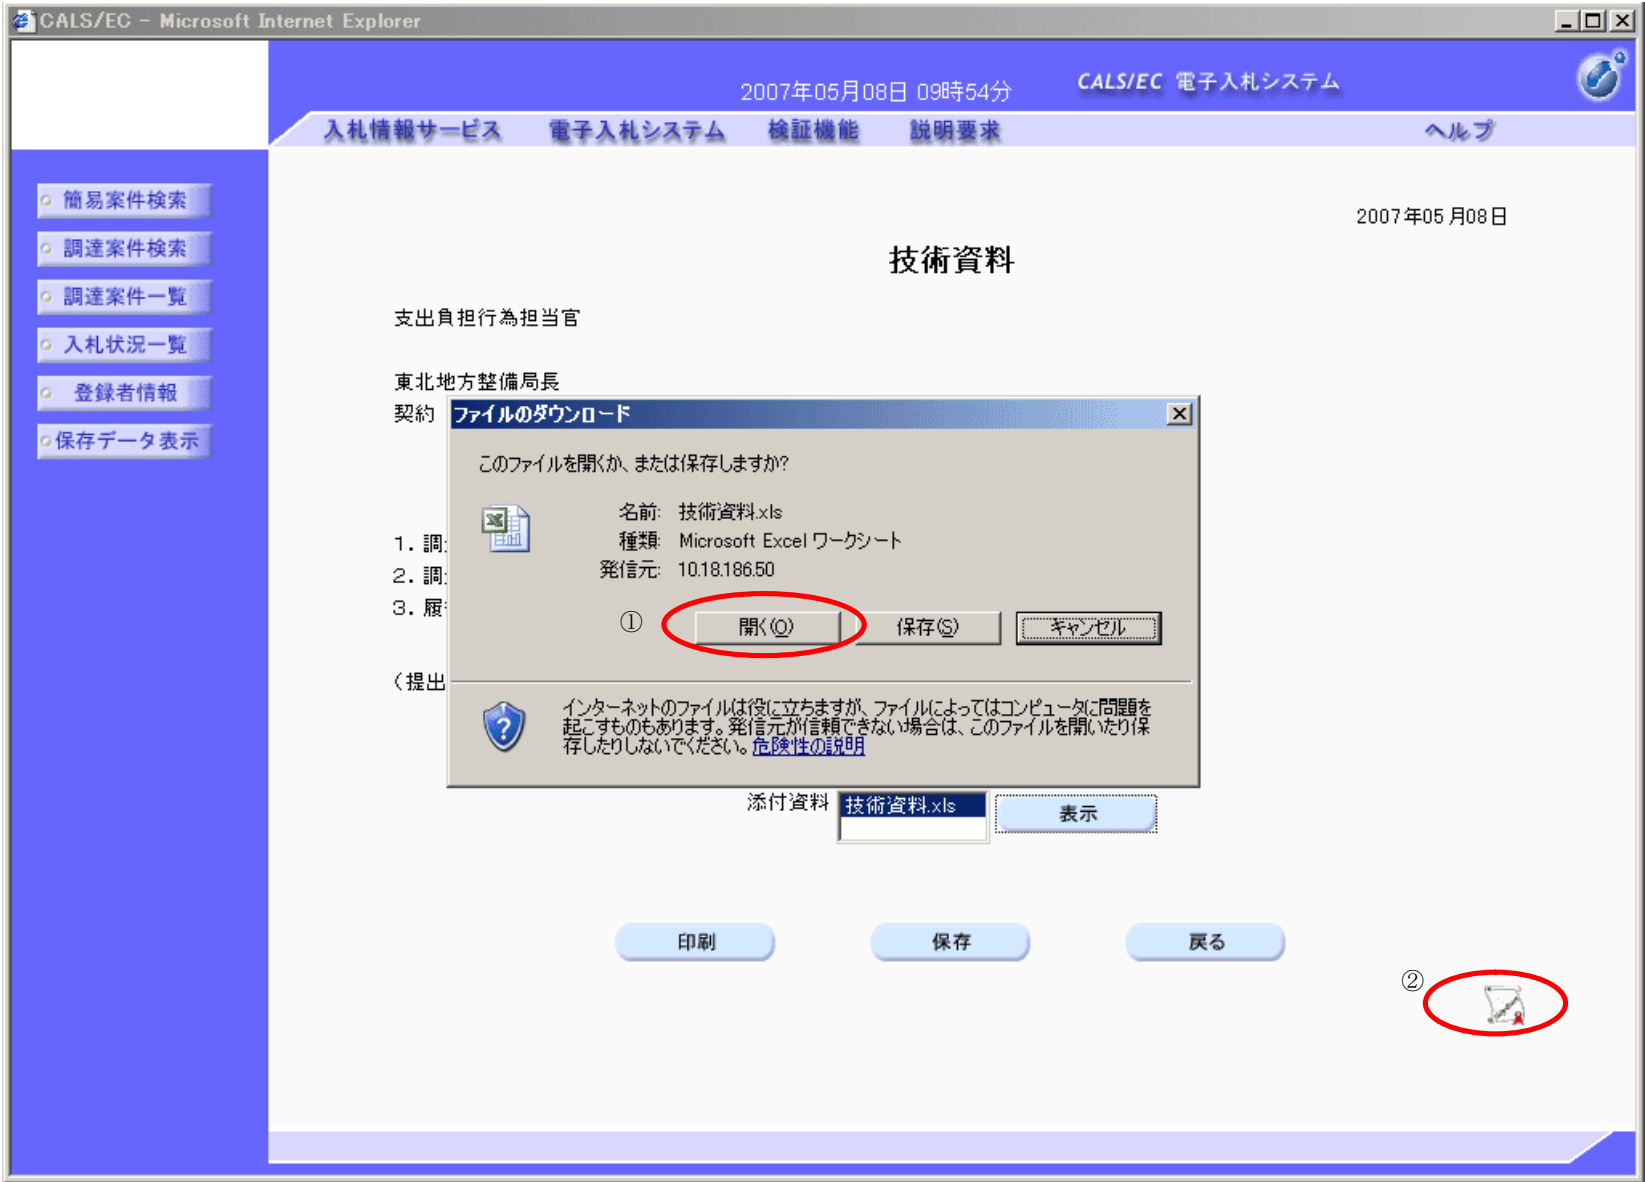 CALS/EC - Microsoft Internet Explorer
2007年05月08日 09時54分
CALS/EC 電子入札システム
入札情報サービス 電子入札システム 検証機能 説明要求 ヘルプ
簡易案件検索
調達案件検索
調達案件一覧
入札状況一覧
登録者情報
保存データ表示
2007年05月08日
技術資料
支出負担行為担当官
東北地方整備局長
契約
1. 調
2. 調
3. 履
(提出
ファイルのダウンロード
このファイルを開くか、または保存しますか?
名前: 技術資料.xls
種類: Microsoft Excel ワークシート
発信元: 10.18.186.50
① 開く(O) 保存(S) キャンセル
インターネットのファイルは役に立ちますが、ファイルによってはコンピュータに問題を
起こすものもあります。発信元が信頼できない場合は、このファイルを開いたり保
存したりしないでください。危険性の説明
添付資料 技術資料.xls 表示
印刷 保存 戻る
②